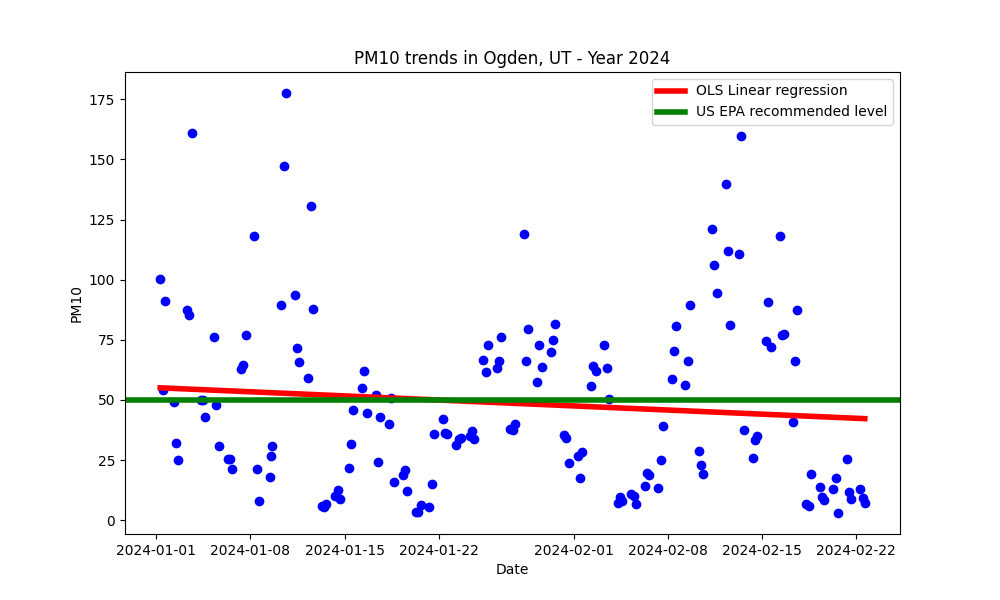 PM10 trends in Ogden, UT - Year 2024
OLS Linear regression
US EPA recommended level
175
150
125
100
75
50
25
0
PM10
2024-01-01 2024-01-08 2024-01-15 2024-01-22 2024-02-01 2024-02-08 2024-02-15 2024-02-22
Date